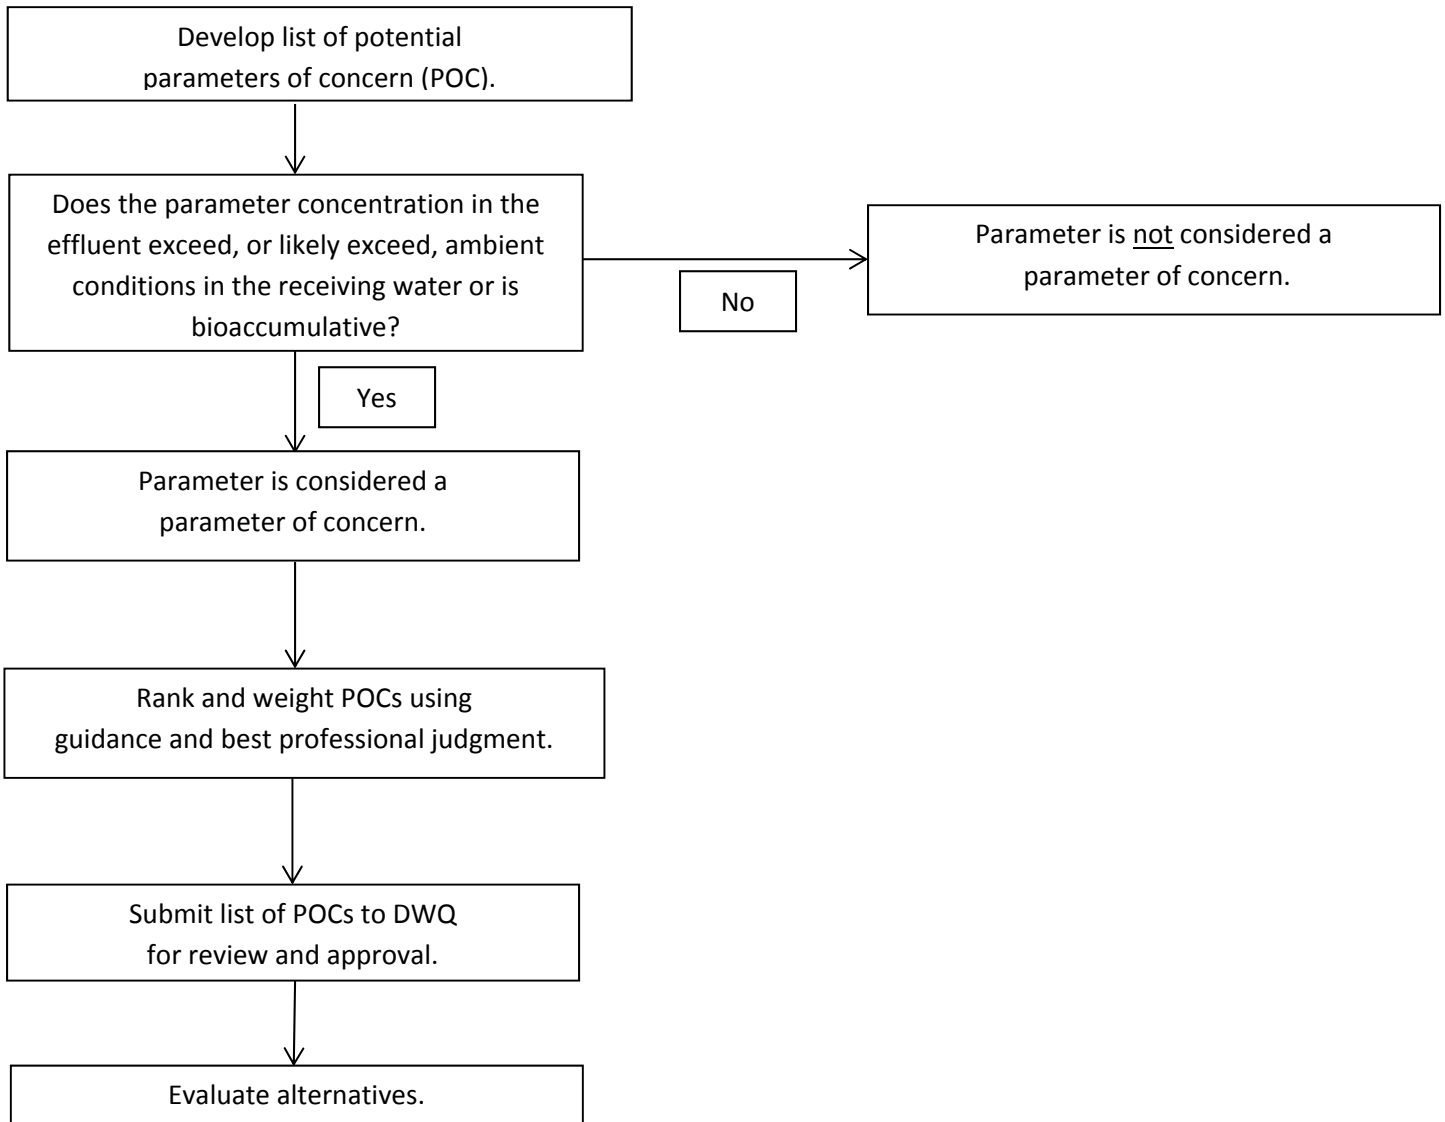 Develop list of potential
parameters of concern (POC).
Does the parameter concentration in the
effluent exceed, or likely exceed, ambient
conditions in the receiving water or is
bioaccumulative?
No
Parameter is not considered a
parameter of concern.
Yes
Parameter is considered a
parameter of concern.
Rank and weight POCs using
guidance and best professional judgment.
Submit list of POCs to DWQ
for review and approval.
Evaluate alternatives.